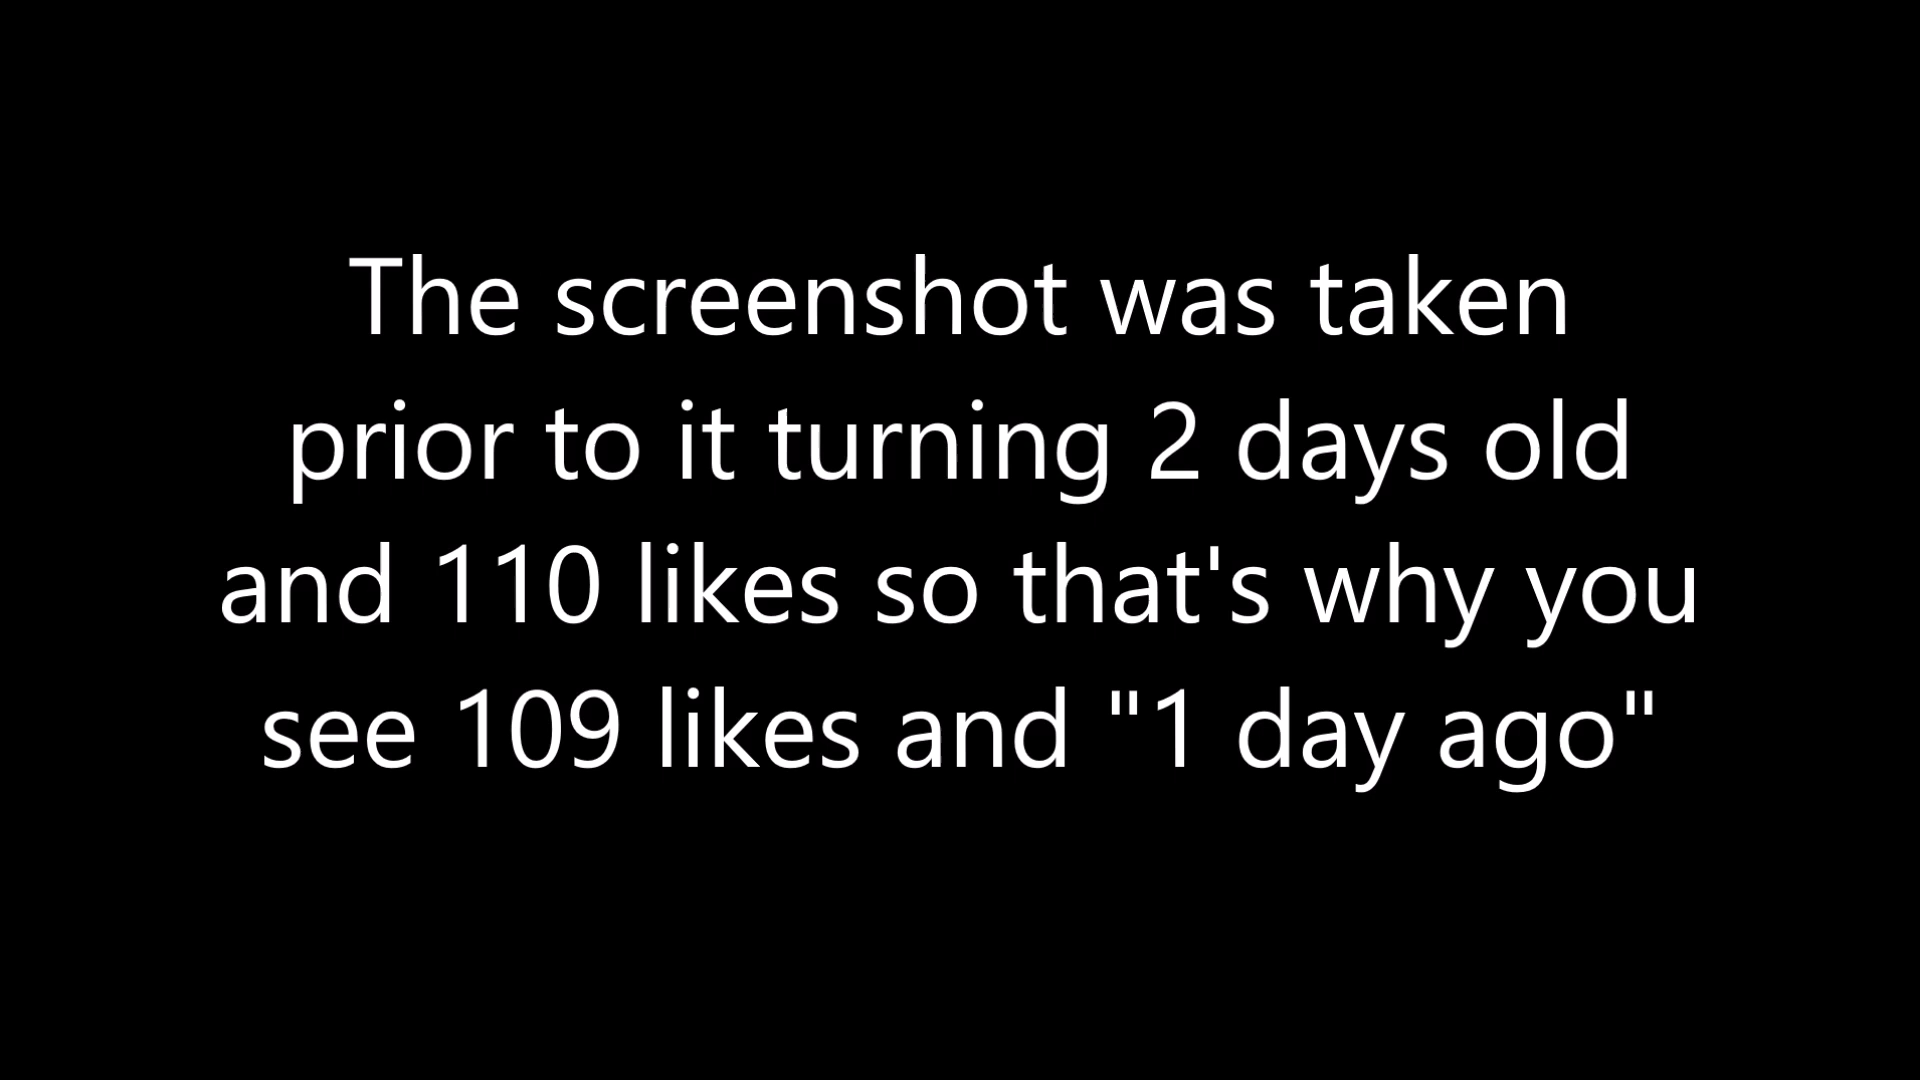 The screenshot was taken
prior to it turning 2 days old
and 110 likes so that's why you
see 109 likes and "1 day ago"